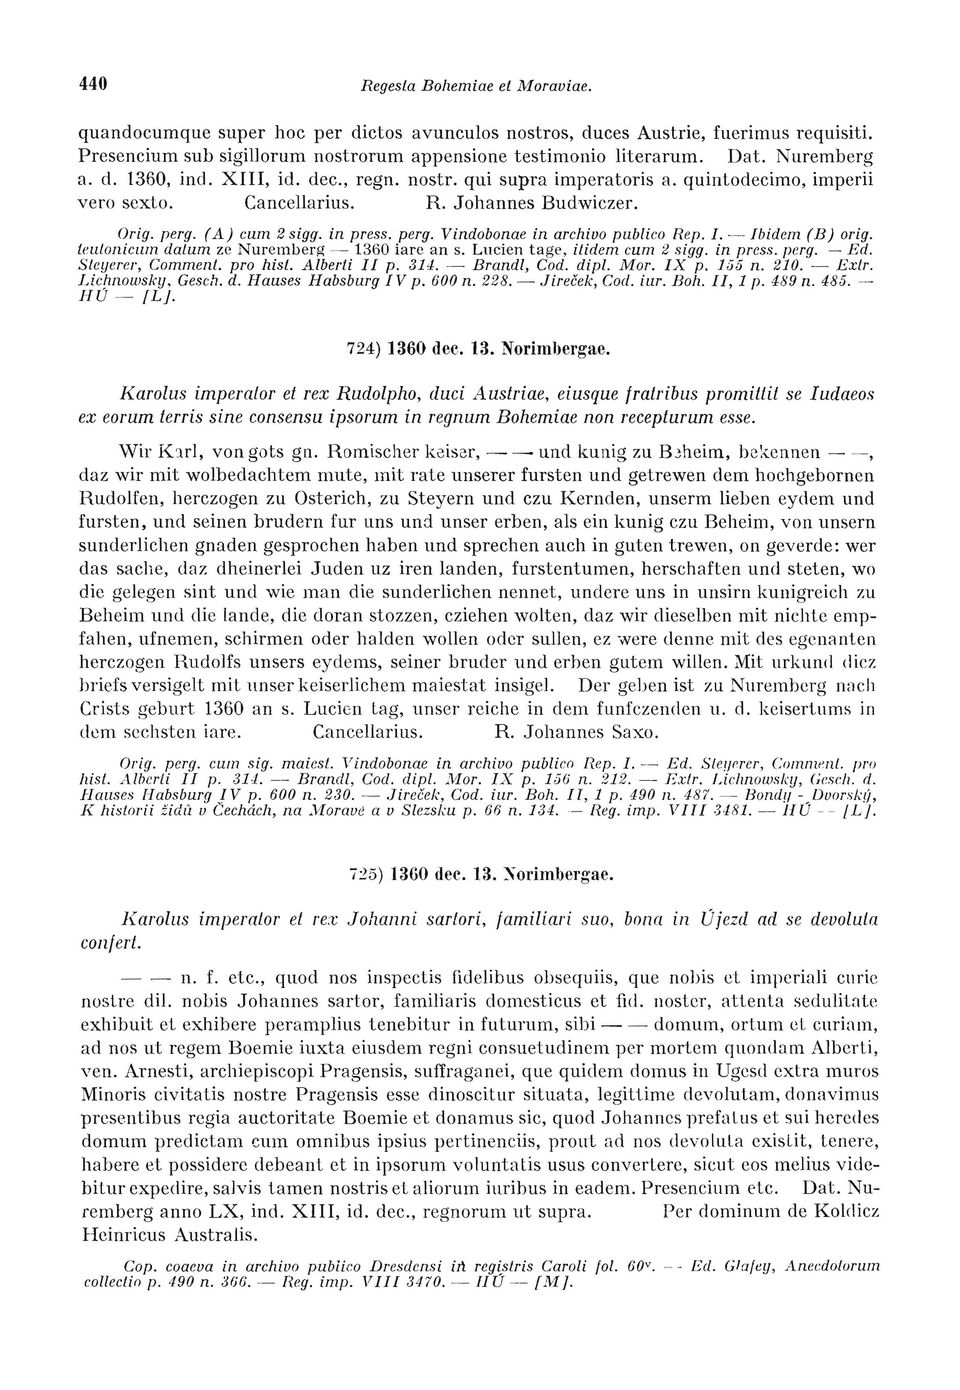 440 Regesta Bohemiae et Moraviae.
quandocumque super hoc per dictos avunculos nostros, duces Austrie, fuerimus requisiti.
Presencium sub sigillorum nostrorum appensione testimonio literarum. Dat. Nuremberg
a. d. 1360, ind. XIII, id. dec., regn. nostr. qui supra imperatoris a. quintodecimo, imperii
vero sexto. Cancellarius. R. Johannes Budwiczer.
Orig. perg. (A) cum 2 sigg. in press. perg. Vindobonae in archivo publico Rep. I. — Ibidem (B) orig.
teutonicum datum ze Nuremberg — 1360 iare an s. Lucien tage, itidem cum 2 sigg. in press. perg. — Ed.
Steyerer, Comment. pro hist. Alberti II p. 314. — Brandl, Cod. dipl. Mor. IX p. 155 n. 210. — Extr.
Lichnowsky, Gesch. d. Hauses Habsburg IV p. 600 n. 228. — Jireček, Cod. iur. Boh. II, 1 p. 489 n. 485. —
HÚ — [L].
724) 1360 dec. 13. Norimbergae.
Karolus imperator et rex Rudolpho, duci Austriae, eiusque fratribus promittit se Iudaeos
ex eorum terris sine consensu ipsorum in regnum Bohemiae non recepturum esse.
Wir Karl, von gots gn. Romischer keiser, — — und kunig zu Beheim, bekennen — —,
daz wir mit wolbedachtem mute, mit rate unserer fursten und getrewen dem hochgebornen
Rudolfen, herczogen zu Osterich, zu Steyern und czu Kernden, unserm lieben eydem und
fursten, und seinen brudern fur uns und unser erben, als ein kunig czu Beheim, von unsern
sunderlichen gnaden gesprochen haben und sprechen auch in guten trewen, on geverde: wer
das sache, daz dheinerlei Juden uz iren landen, furstentumen, herschaften und steten, wo
die gelegen sint und wie man die sunderlichen nennet, undere uns in unsirn kunigreich zu
Beheim und die lande, die doran stozzen, cziehen wolten, daz wir dieselben mit nichte emp-
fahen, ufnemen, schirmen oder halden wollen oder sullen, ez were denne mit des egenanten
herczogen Rudolfs unsers eydems, seiner bruder und erben gutem willen. Mit urkund dicz
briefs versigelt mit unser keiserlichem maiestat insigel. Der geben ist zu Nuremberg nach
Crists geburt 1360 an s. Lucien tag, unser reiche in dem funfczenden u. d. keisertums in
dem sechsten iare. Cancellarius. R. Johannes Saxo.
Orig. perg. cum sig. maiest. Vindobonae in archivo publico Rep. I. — Ed. Steyerer, Comment. pro
hist. Alberti II p. 314. — Brandl, Cod. dipl. Mor. IX p. 156 n. 212. — Extr. Lichnowsky, Gesch. d.
Hauses Habsburg IV p. 600 n. 230. — Jireček, Cod. iur. Boh. II, 1 p. 490 n. 487. — Bondy - Dvorský,
K historii židů v Čechách, na Moravě a v Slezsku p. 66 n. 134. — Reg. imp. VIII 3481. — HÚ — [L].
725) 1360 dec. 13. Norimbergae.
Karolus imperator et rex Johanni sartori, familiari suo, bona in Újezd ad se devoluta
confert.
— — n. f. etc., quod nos inspectis fidelibus obsequiis, que nobis et imperiali curie
nostre dil. nobis Johannes sartor, familiaris domesticus et fid. noster, attenta sedulitate
exhibuit et exhibere peramplius tenebitur in futurum, sibi — — domum, ortum et curiam,
ad nos ut regem Boemie iuxta eiusdem regni consuetudinem per mortem quondam Alberti,
ven. Arnesti, archiepiscopi Pragensis, suffraganei, que quidem domus in Ugesd extra muros
Minoris civitatis nostre Pragensis esse dinoscitur situata, legittime devolutam, donavimus
presentibus regia auctoritate Boemie et donamus sic, quod Johannes prefatus et sui heredes
domum predictam cum omnibus ipsius pertinenciis, prout ad nos devoluta existit, tenere,
habere et possidere debeant et in ipsorum voluntatis usus convertere, sicut eos melius vide-
bitur expedire, salvis tamen nostris et aliorum iuribus in eadem. Presencium etc. Dat. Nu-
remberg anno LX, ind. XIII, id. dec., regnorum ut supra. Per dominum de Koldicz
Heinricus Australis.
Cop. coaeva in archivo publico Dresdensi in registris Caroli fol. 60v. — Ed. Glafey, Anecdotorum
collectio p. 490 n. 366. — Reg. imp. VIII 3470. — HÚ — [M].